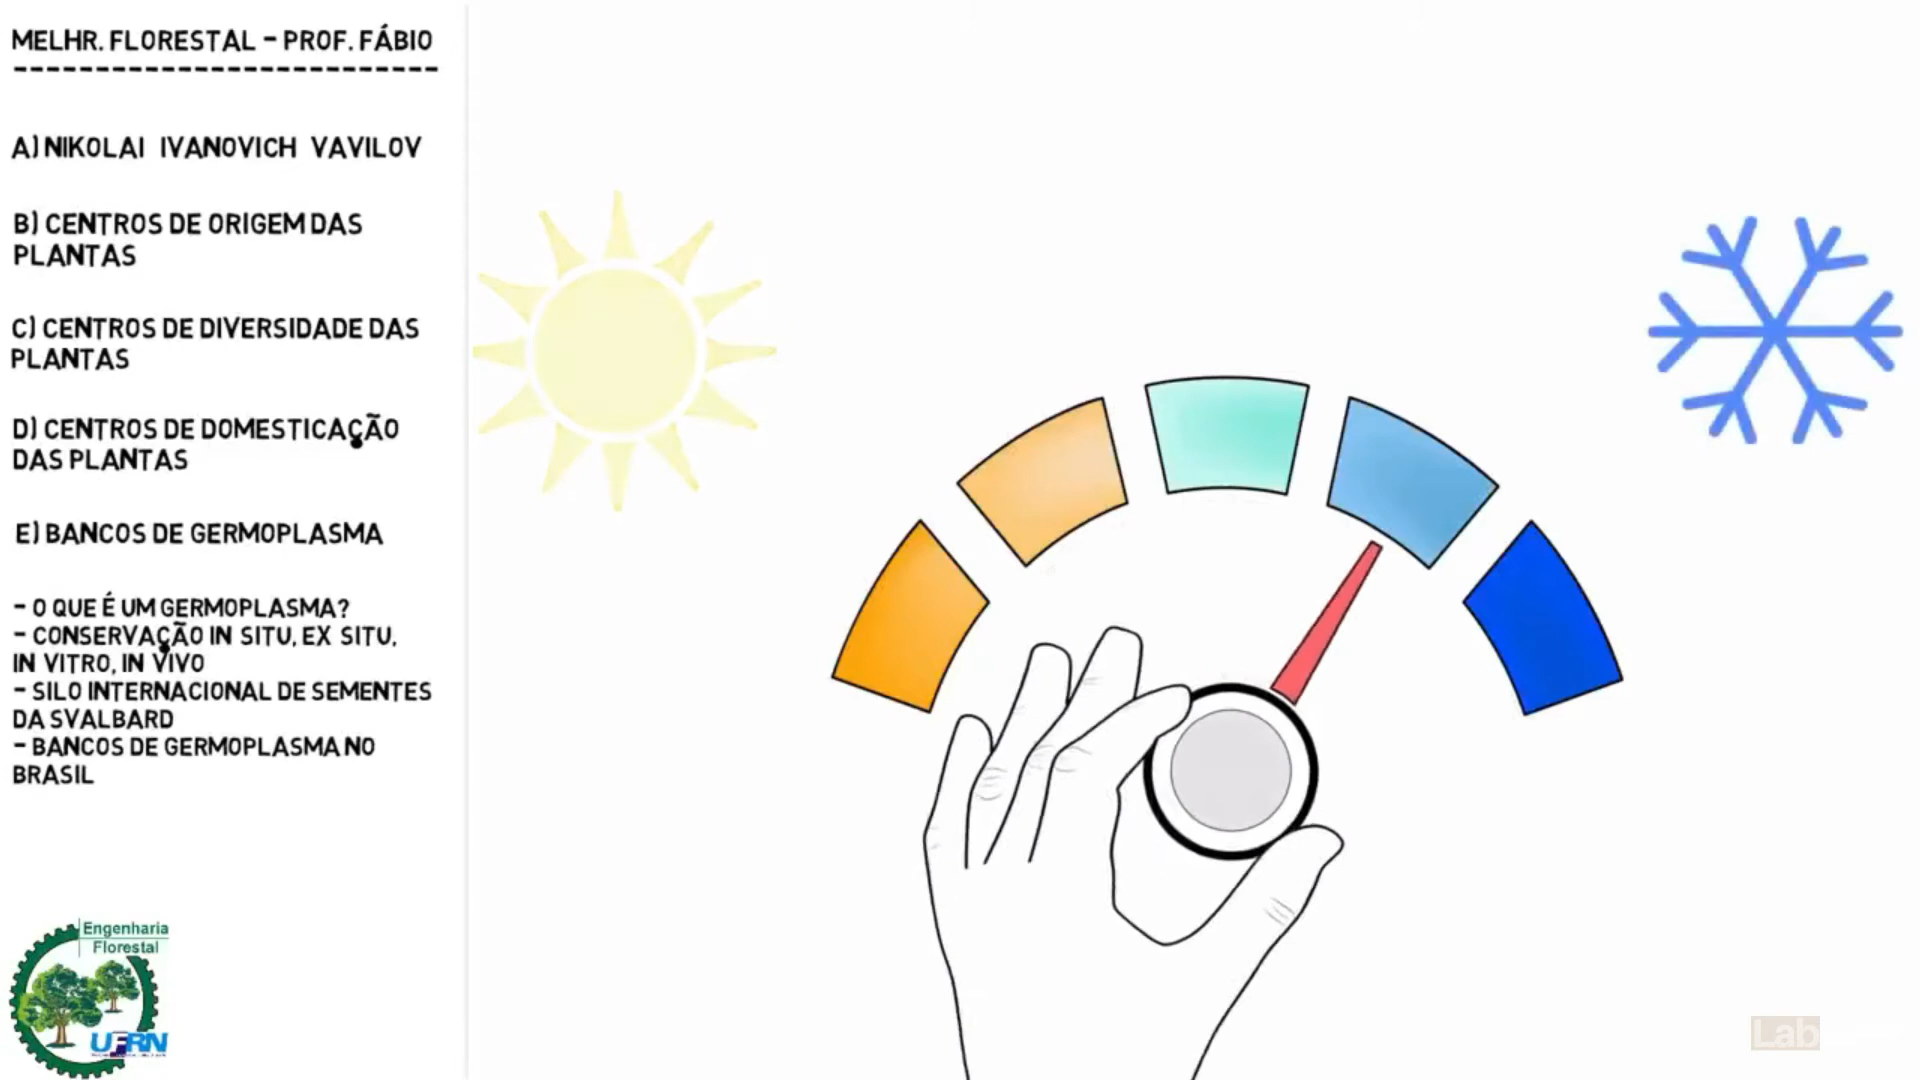 MELHR. FLORESTAL - PROF. FÁBIO
--------------------------
A) NIKOLAI IVANOVICH VAVILOV
B) CENTROS DE ORIGEM DAS
PLANTAS
C) CENTROS DE DIVERSIDADE DAS
PLANTAS
D) CENTROS DE DOMESTICAÇÃO
DAS PLANTAS
E) BANCOS DE GERMOPLASMA
- O QUE É UM GERMOPLASMA?
- CONSERVAÇÃO IN SITU, EX SITU,
IN VITRO, IN VIVO
- SILO INTERNACIONAL DE SEMENTES
DA SVALBARD
- BANCOS DE GERMOPLASMA NO
BRASIL
Engenharia
Florestal
UFRN
Lab